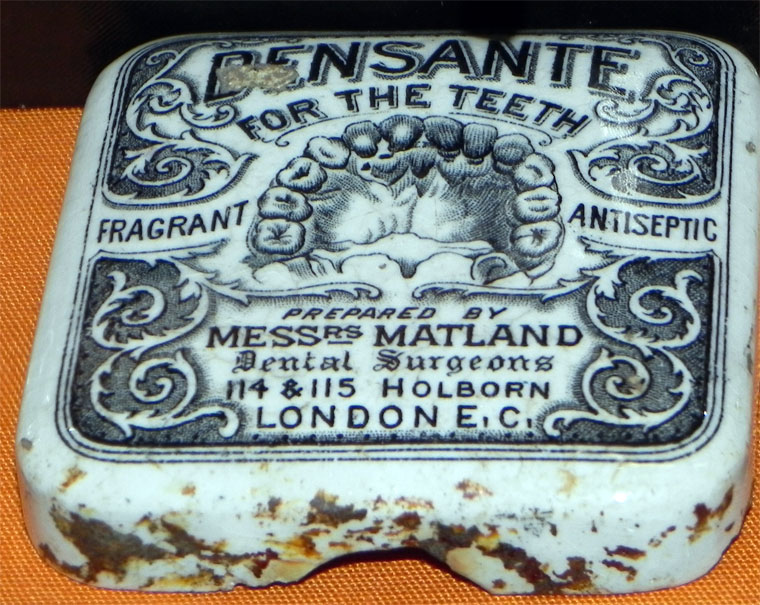 DENSANTE
FOR THE TEETH
FRAGRANT ANTISEPTIC
PREPARED BY
MESSRS MATLAND
Dental Surgeons
114 & 115 HOLBORN
LONDON E.C.